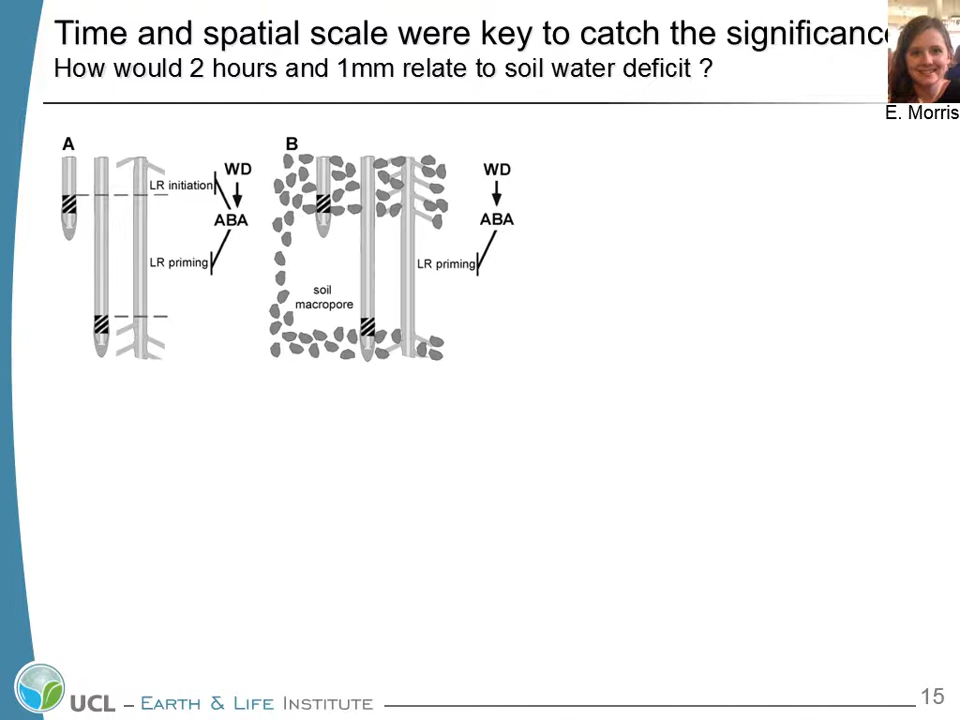 Time and spatial scale were key to catch the significance
How would 2 hours and 1mm relate to soil water deficit ?
E. Morris
A
B
WD
LR initiation
ABA
LR priming
WD
ABA
LR priming
soil
macropore
UCL – EARTH & LIFE INSTITUTE
15